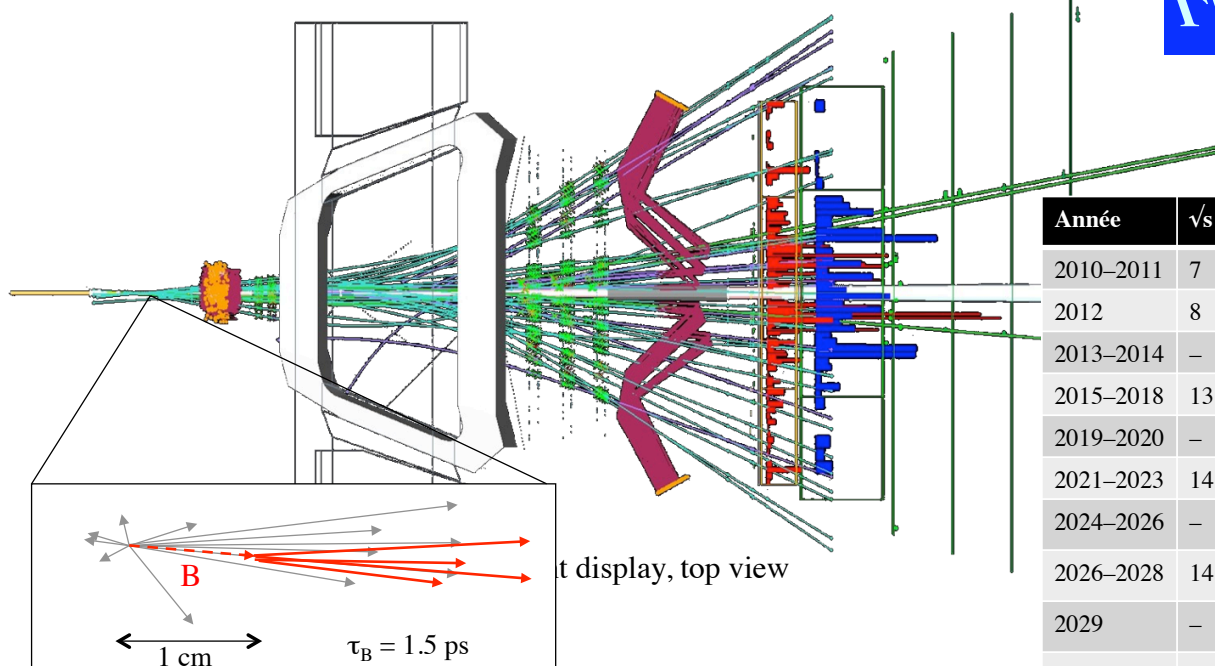 Année √s
2010–2011 7
2012 8
2013–2014 –
2015–2018 13
2019–2020 –
2021–2023 14
2024–2026 –
2026–2028 14
2029 –
t display, top view
B
1 cm
τB = 1.5 ps